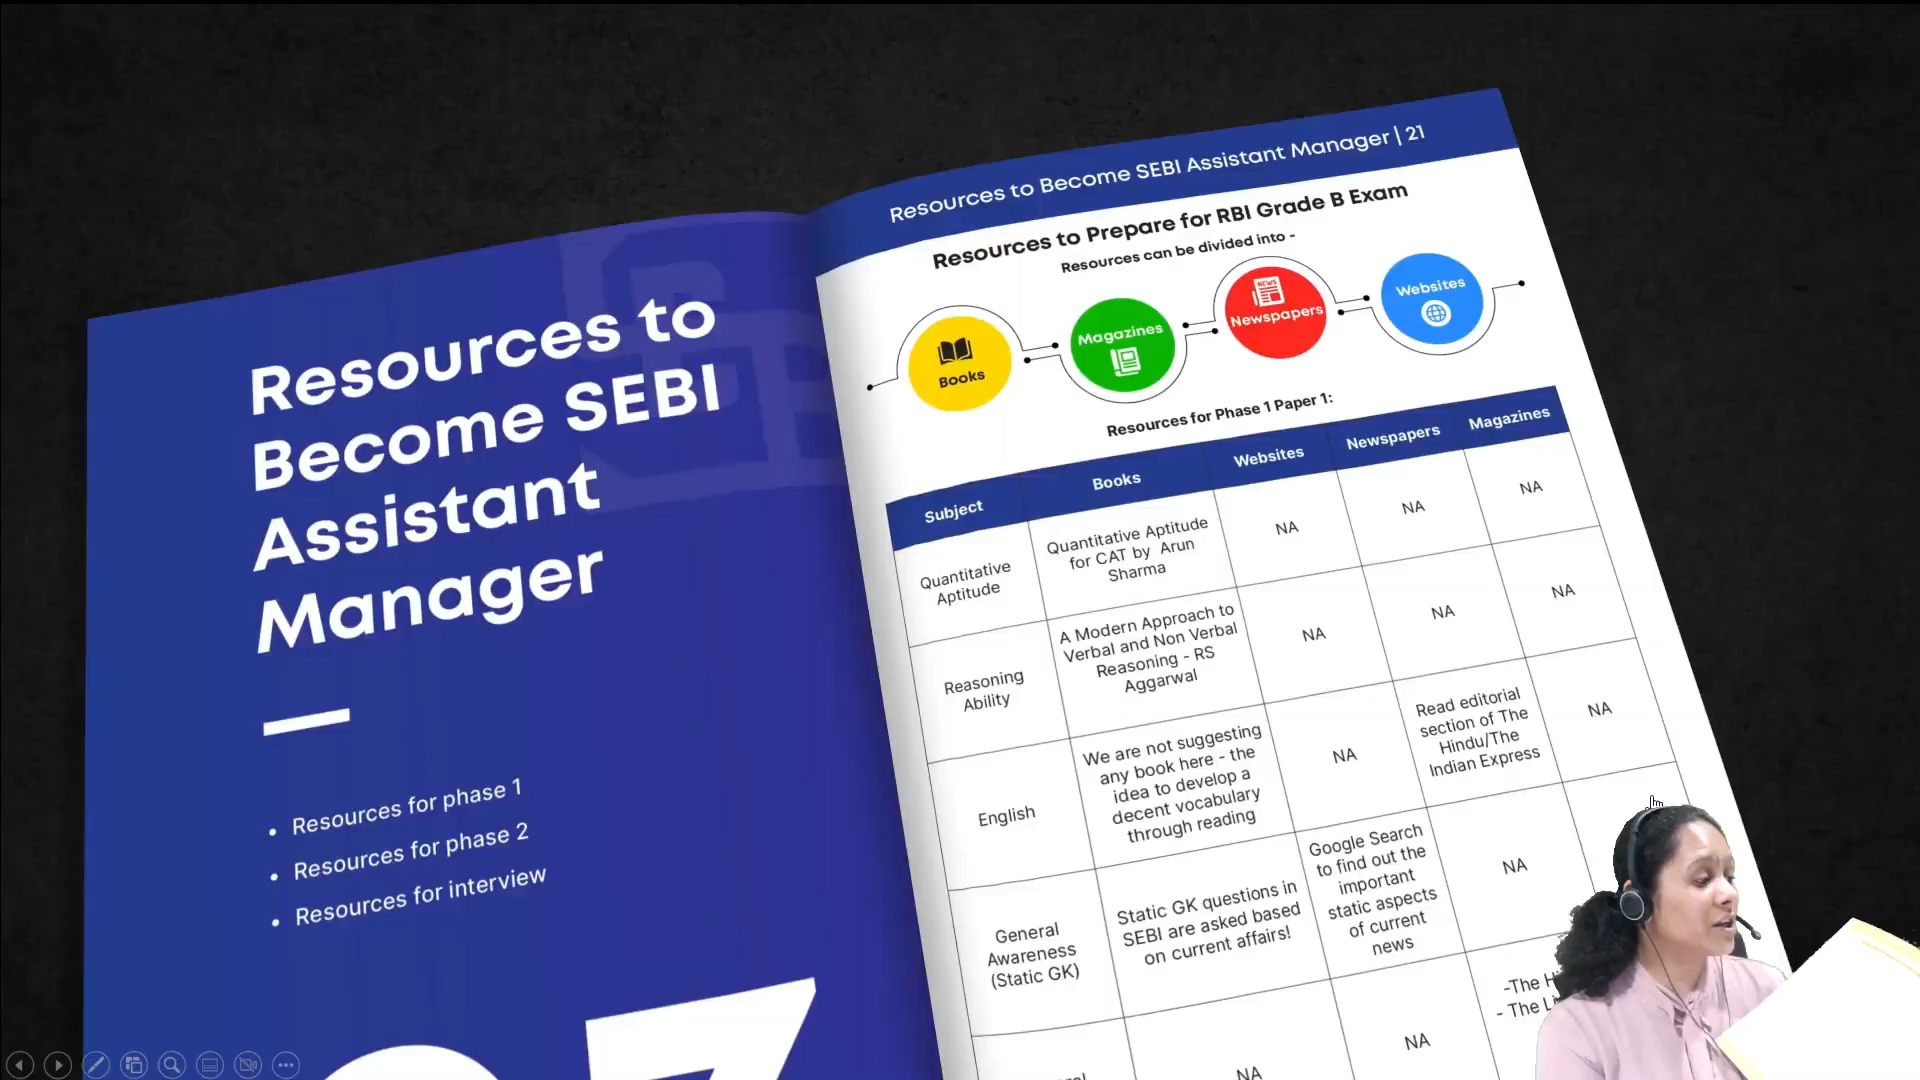 Resources to
Become SEBI
Assistant
Manager
• Resources for phase 1
• Resources for phase 2
• Resources for interview
Resources to Become SEBI Assistant Manager | 21
Resources to Prepare for RBI Grade B Exam
Resources can be divided into -
Books
Magazines
NEWS
Newspapers
Websites
Resources for Phase 1 Paper 1:
Subject
Books
Websites
Newspapers
Magazines
Quantitative
Aptitude
Quantitative Aptitude
for CAT by Arun
Sharma
NA
NA
NA
Reasoning
Ability
A Modern Approach to
Verbal and Non Verbal
Reasoning - RS
Aggarwal
NA
NA
NA
English
We are not suggesting
any book here - the
idea to develop a
decent vocabulary
through reading
NA
Read editorial
section of The
Hindu/The
Indian Express
NA
General
Awareness
(Static GK)
Static GK questions in
SEBI are asked based
on current affairs!
Google Search
to find out the
important
static aspects
of current
news
NA
NA
NA
-The
- The